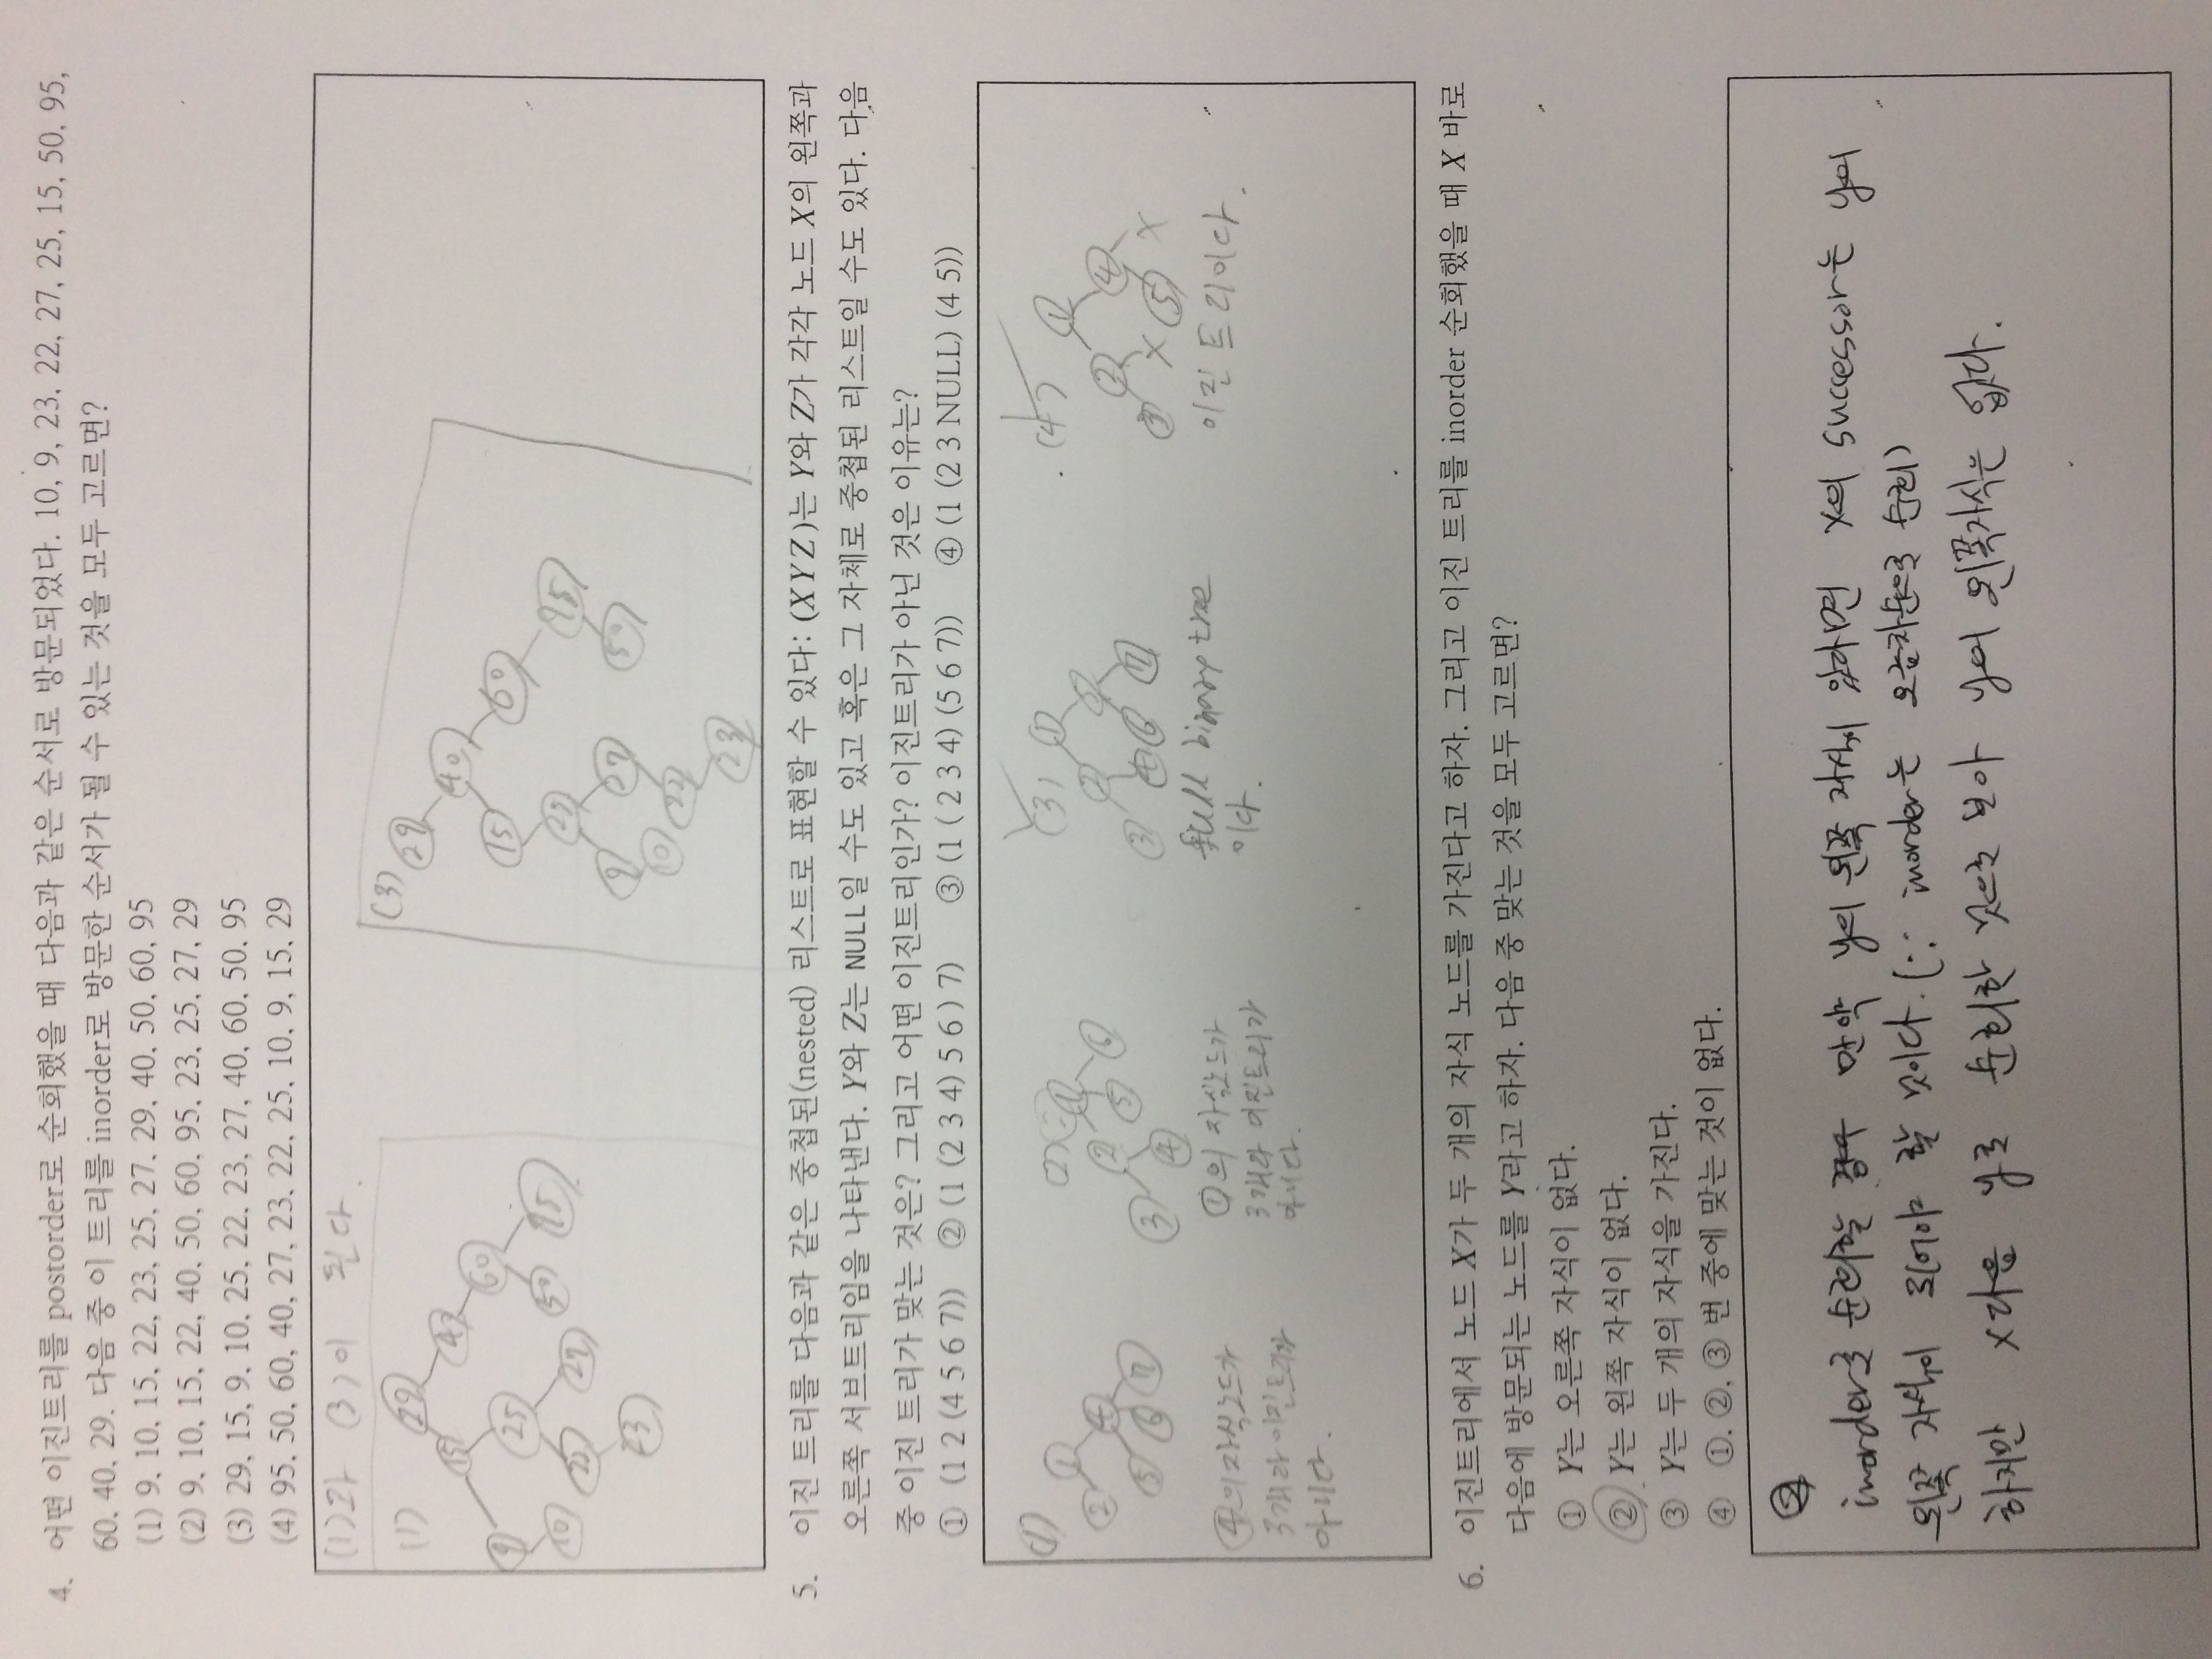 4. 어떤 이진트리를 postorder로 순회했을 때 다음과 같은 순서로 방문되었다. 10, 9, 23, 22, 27, 25, 15, 50, 95,
60, 40, 29. 다음 중 이 트리를 inorder로 방문한 순서가 될 수 있는 것을 모두 고르면?
(1) 9, 10, 15, 22, 23, 25, 27, 29, 40, 50, 60, 95
(2) 9, 10, 15, 22, 40, 50, 60, 95, 23, 25, 27, 29
(3) 29, 15, 9, 10, 25, 22, 23, 27, 40, 60, 50, 95
(4) 95, 50, 60, 40, 27, 23, 22, 25, 10, 9, 15, 29
(1)과 (3)이 된다.
(1) 29
15
60
9 25
10 50 95
(3) 29
40
15 60
25 95
9 27 50
10 22
23
5. 이진 트리를 다음과 같은 중첩된(nested) 리스트로 표현할 수 있다: (X Y Z )는 Y와 Z가 각각 노드 X의 왼쪽과
오른쪽 서브트리임을 나타낸다. Y와 Z는 NULL일 수도 있고 혹은 그 자체로 중첩된 리스트일 수도 있다. 다음
중 이진 트리가 맞는 것은? 그리고 어떤 이진트리인가? 이진트리가 아닌 것은 이유는?
① (1 2 (4 5 6 7)) ② (1 (2 3 4) 5 6 ) 7) ③ (1 ( 2 3 4) (5 6 7)) ④ (1 (2 3 NULL) (4 5))
(1) (2) (3) (4)
1 1 1 1
2 4 2 5 6 2 5 2 4
5 6 7 3 4 3 4 6 7 3 X 5 X
④의 자식노드가 ①의 자식노드가 full binary tree 이진트리이다.
3개라 이진트리가 3개라 이진트리가 이다.
아니다. 아니다.
6. 이진트리에서 노드 X가 두 개의 자식 노드를 가진다고 하자. 그리고 이진 트리를 inorder 순회했을 때 X 바로
다음에 방문되는 노드를 Y라고 하자. 다음 중 맞는 것을 모두 고르면?
① Y는 오른쪽 자식이 없다.
② Y는 왼쪽 자식이 없다.
③ Y는 두 개의 자식을 가진다.
④ ①, ②, ③ 번 중에 맞는 것이 없다.
②
inorder로 순회할 경우 만약 y의 왼쪽 자식이 있다면 x의 successor는 y의
왼쪽 자식이 되어야 할 것이다. (∵ inorder는 오름차순으로 순회)
하지만 x다음 y로 순회한 것으로 보아 y의 왼쪽자식은 없다.